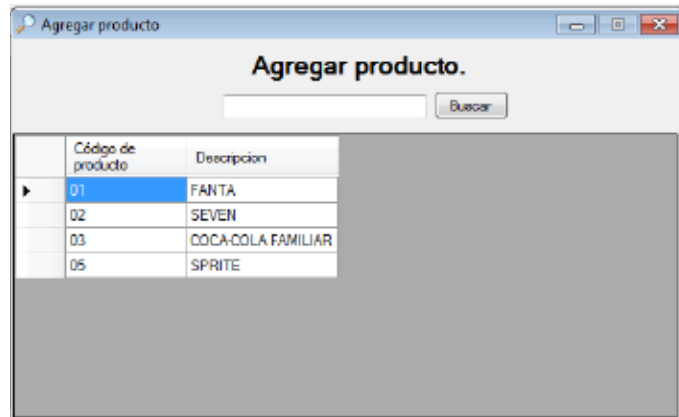 Agregar producto
Agregar producto.
Buscar
Código de producto Descripcion
01 FANTA
02 SEVEN
03 COCA-COLA FAMILIAR
05 SPRITE